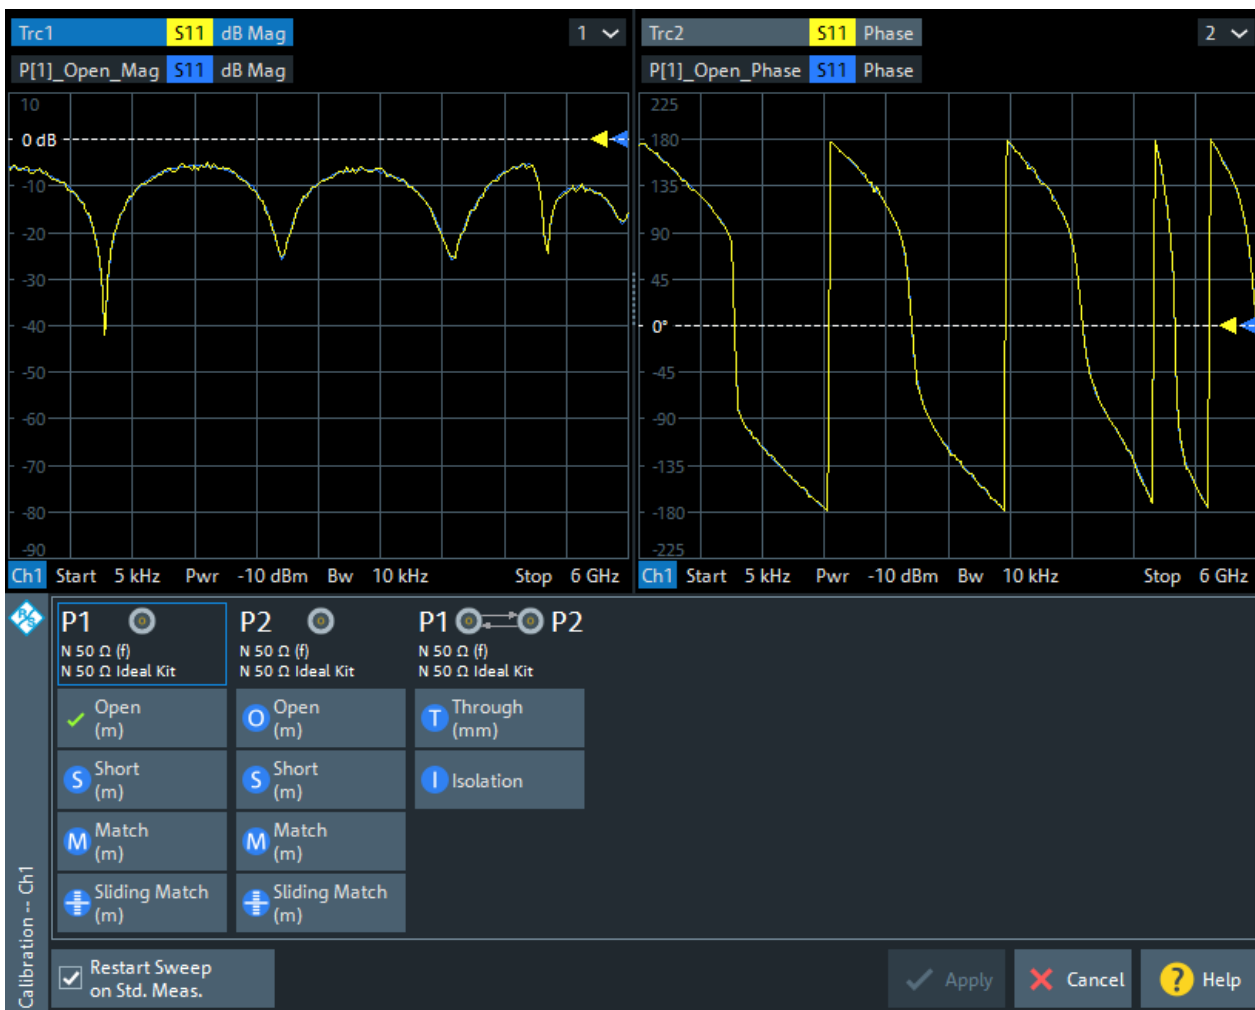 Trc1 S11 dB Mag 1
P[1]_Open_Mag S11 dB Mag
10
0 dB
-10
-20
-30
-40
-50
-60
-70
-80
-90
Ch1 Start 5 kHz Pwr -10 dBm Bw 10 kHz Stop 6 GHz
Trc2 S11 Phase 2
P[1]_Open_Phase S11 Phase
225
180
135
90
45
0°
-45
-90
-135
-180
-225
Ch1 Start 5 kHz Pwr -10 dBm Bw 10 kHz Stop 6 GHz
R/S
Calibration -- Ch1
P1
N 50 Ω (f)
N 50 Ω Ideal Kit
Open
(m)
S Short
(m)
M Match
(m)
Sliding Match
(m)
P2
N 50 Ω (f)
N 50 Ω Ideal Kit
O Open
(m)
S Short
(m)
M Match
(m)
Sliding Match
(m)
P1 P2
N 50 Ω (f)
N 50 Ω Ideal Kit
T Through
(mm)
I Isolation
Restart Sweep
on Std. Meas.
Apply
Cancel
? Help